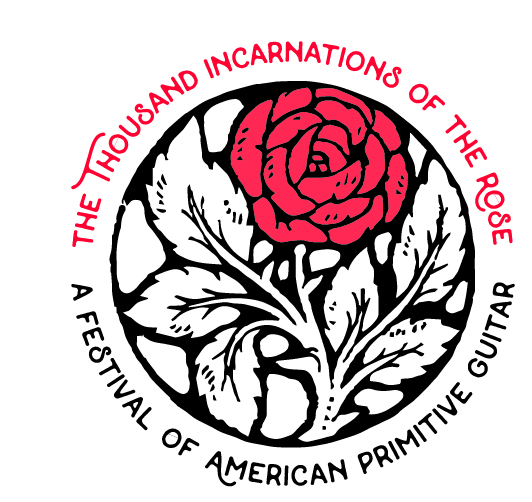 THE THOUSAND INCARNATIONS OF THE ROSE
A FESTIVAL OF AMERICAN PRIMITIVE GUITAR